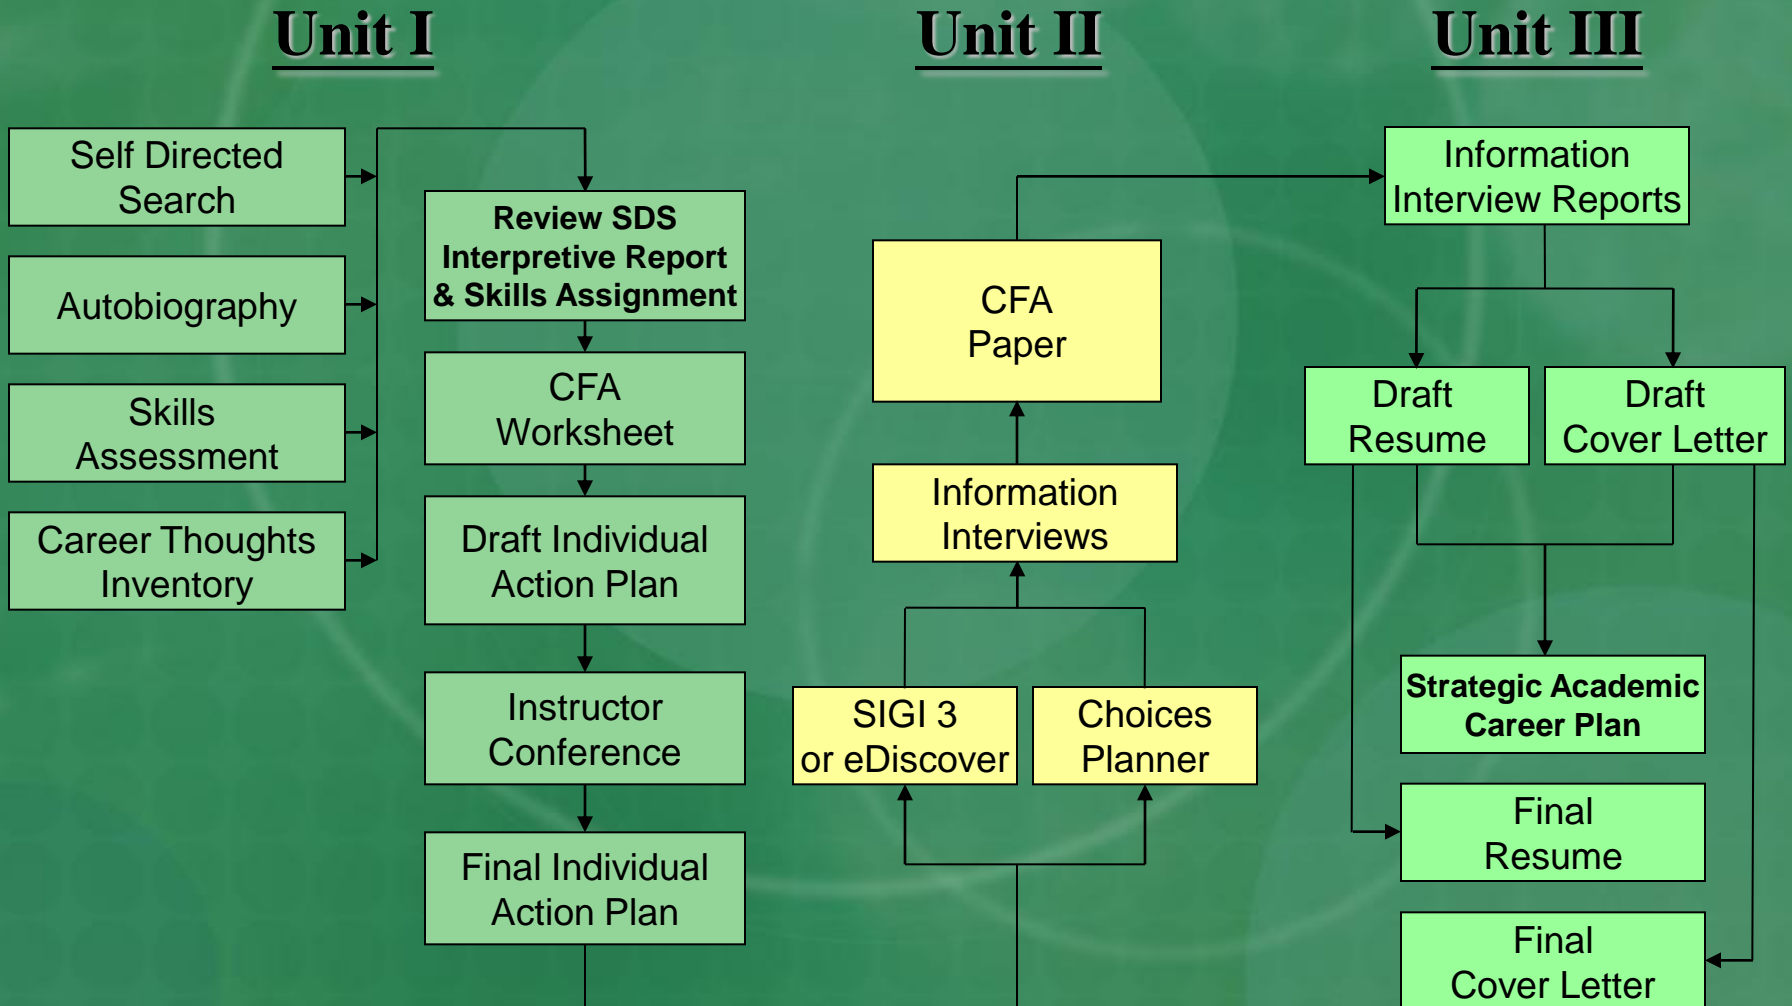 Unit I
Self Directed
Search
Autobiography
Skills
Assessment
Career Thoughts
Inventory
Review SDS
Interpretive Report
& Skills Assignment
CFA
Worksheet
Draft Individual
Action Plan
Instructor
Conference
Final Individual
Action Plan
Unit II
CFA
Paper
Information
Interviews
SIGI 3
or eDiscover
Choices
Planner
Unit III
Information
Interview Reports
Draft
Resume
Draft
Cover Letter
Strategic Academic
Career Plan
Final
Resume
Final
Cover Letter